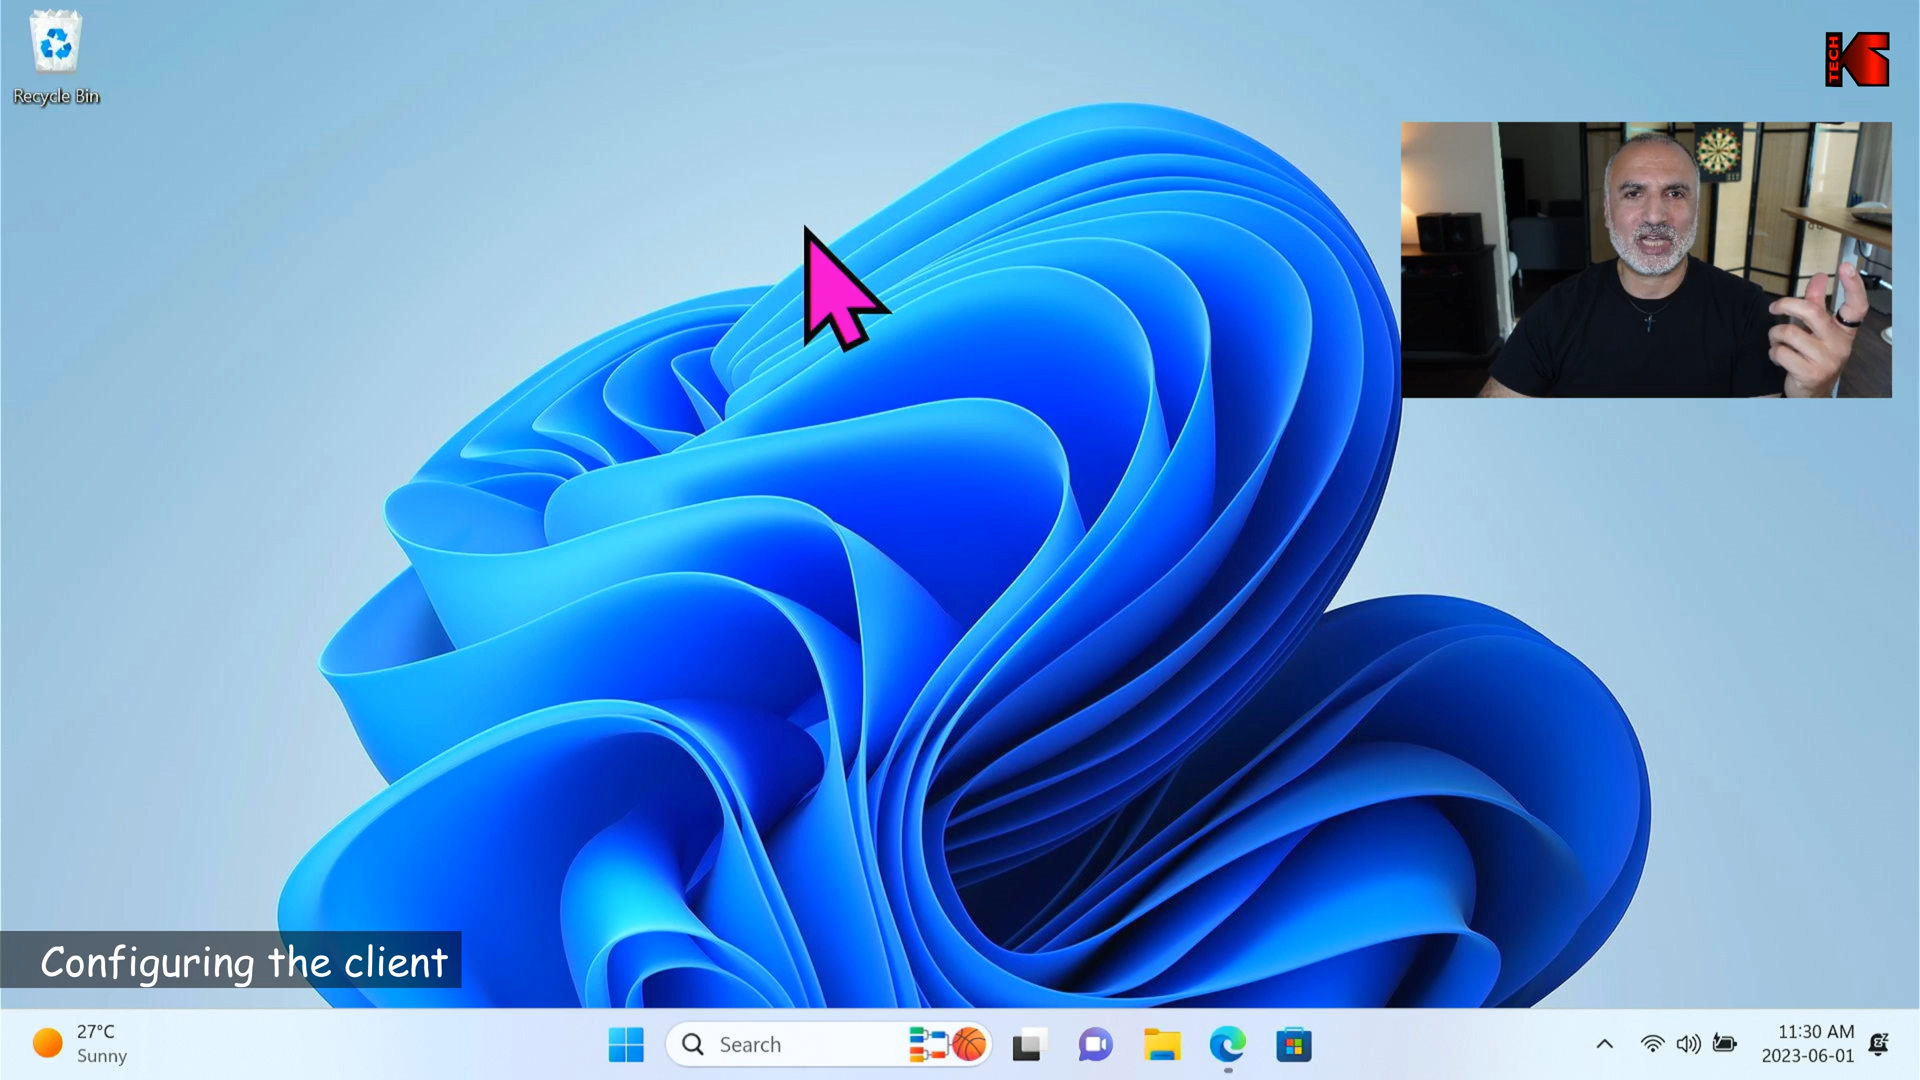 Recycle Bin
TECH
K
Configuring the client
27°C
Sunny
Search
11:30 AM
2023-06-01